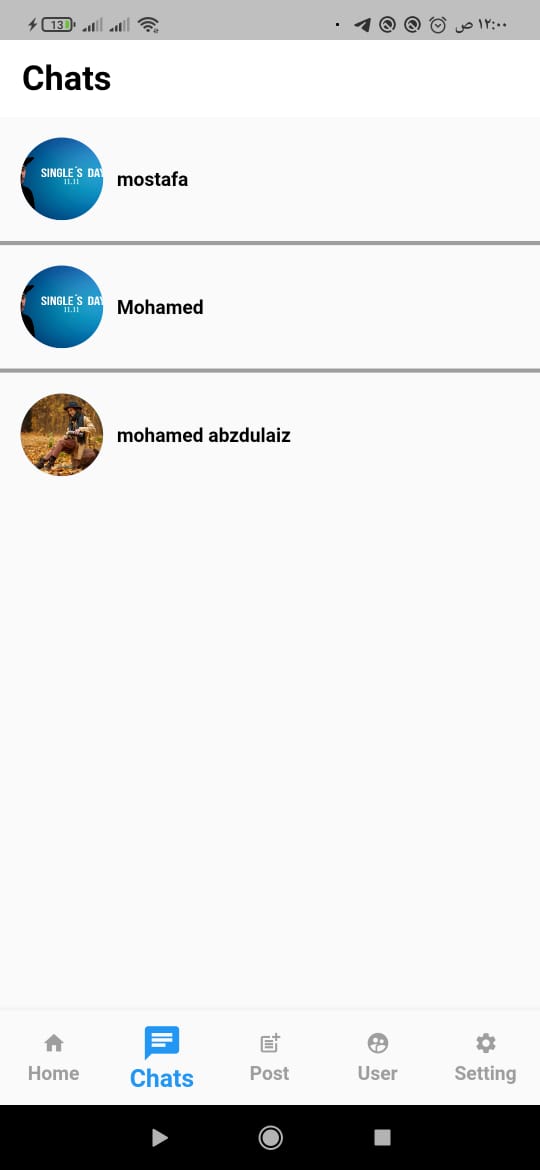 13
١٢:٠٠ ص
Chats
SINGLE'S DAY
11.11
mostafa
SINGLE'S DAY
11.11
Mohamed
mohamed abzdulaiz
Home
Chats
Post
User
Setting